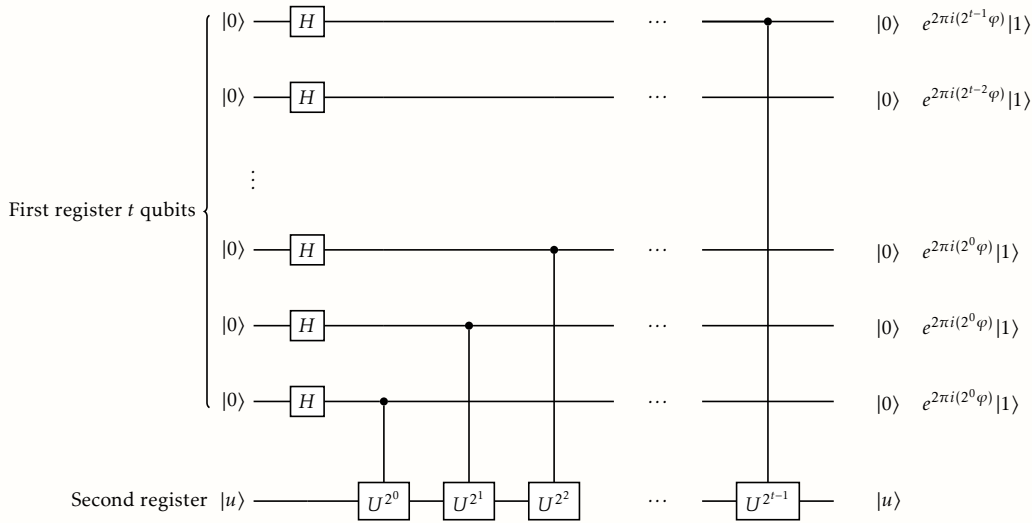 |0⟩ H ⋯ |0⟩ e^{2πi(2^{t−1}φ)}|1⟩
|0⟩ H ⋯ |0⟩ e^{2πi(2^{t−2}φ)}|1⟩
⋮
First register t qubits
|0⟩ H ⋯ |0⟩ e^{2πi(2^0φ)}|1⟩
|0⟩ H ⋯ |0⟩ e^{2πi(2^0φ)}|1⟩
|0⟩ H ⋯ |0⟩ e^{2πi(2^0φ)}|1⟩
Second register |u⟩ U^{2^0} U^{2^1} U^{2^2} ⋯ U^{2^{t−1}} |u⟩